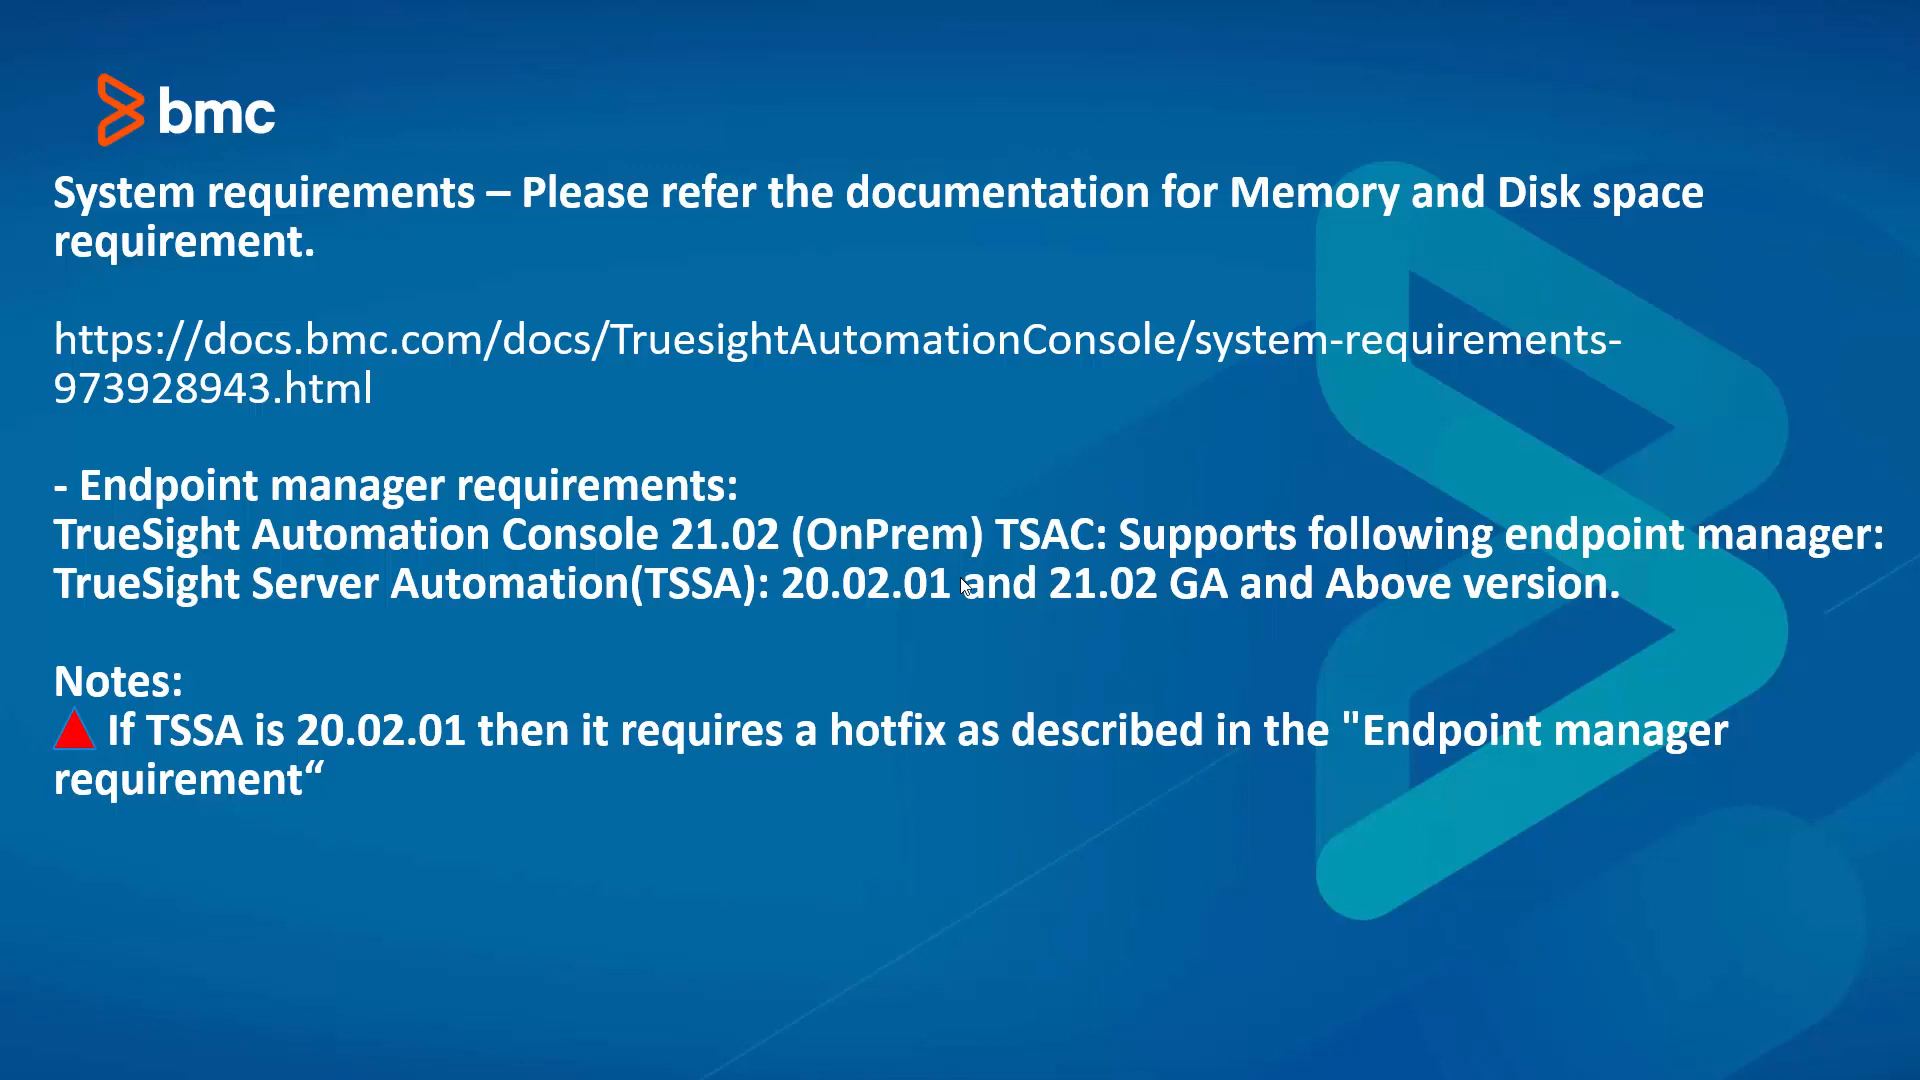 bmc
System requirements – Please refer the documentation for Memory and Disk space
requirement.
https://docs.bmc.com/docs/TruesightAutomationConsole/system-requirements-
973928943.html
- Endpoint manager requirements:
TrueSight Automation Console 21.02 (OnPrem) TSAC: Supports following endpoint manager:
TrueSight Server Automation(TSSA): 20.02.01 and 21.02 GA and Above version.
Notes:
If TSSA is 20.02.01 then it requires a hotfix as described in the "Endpoint manager
requirement“